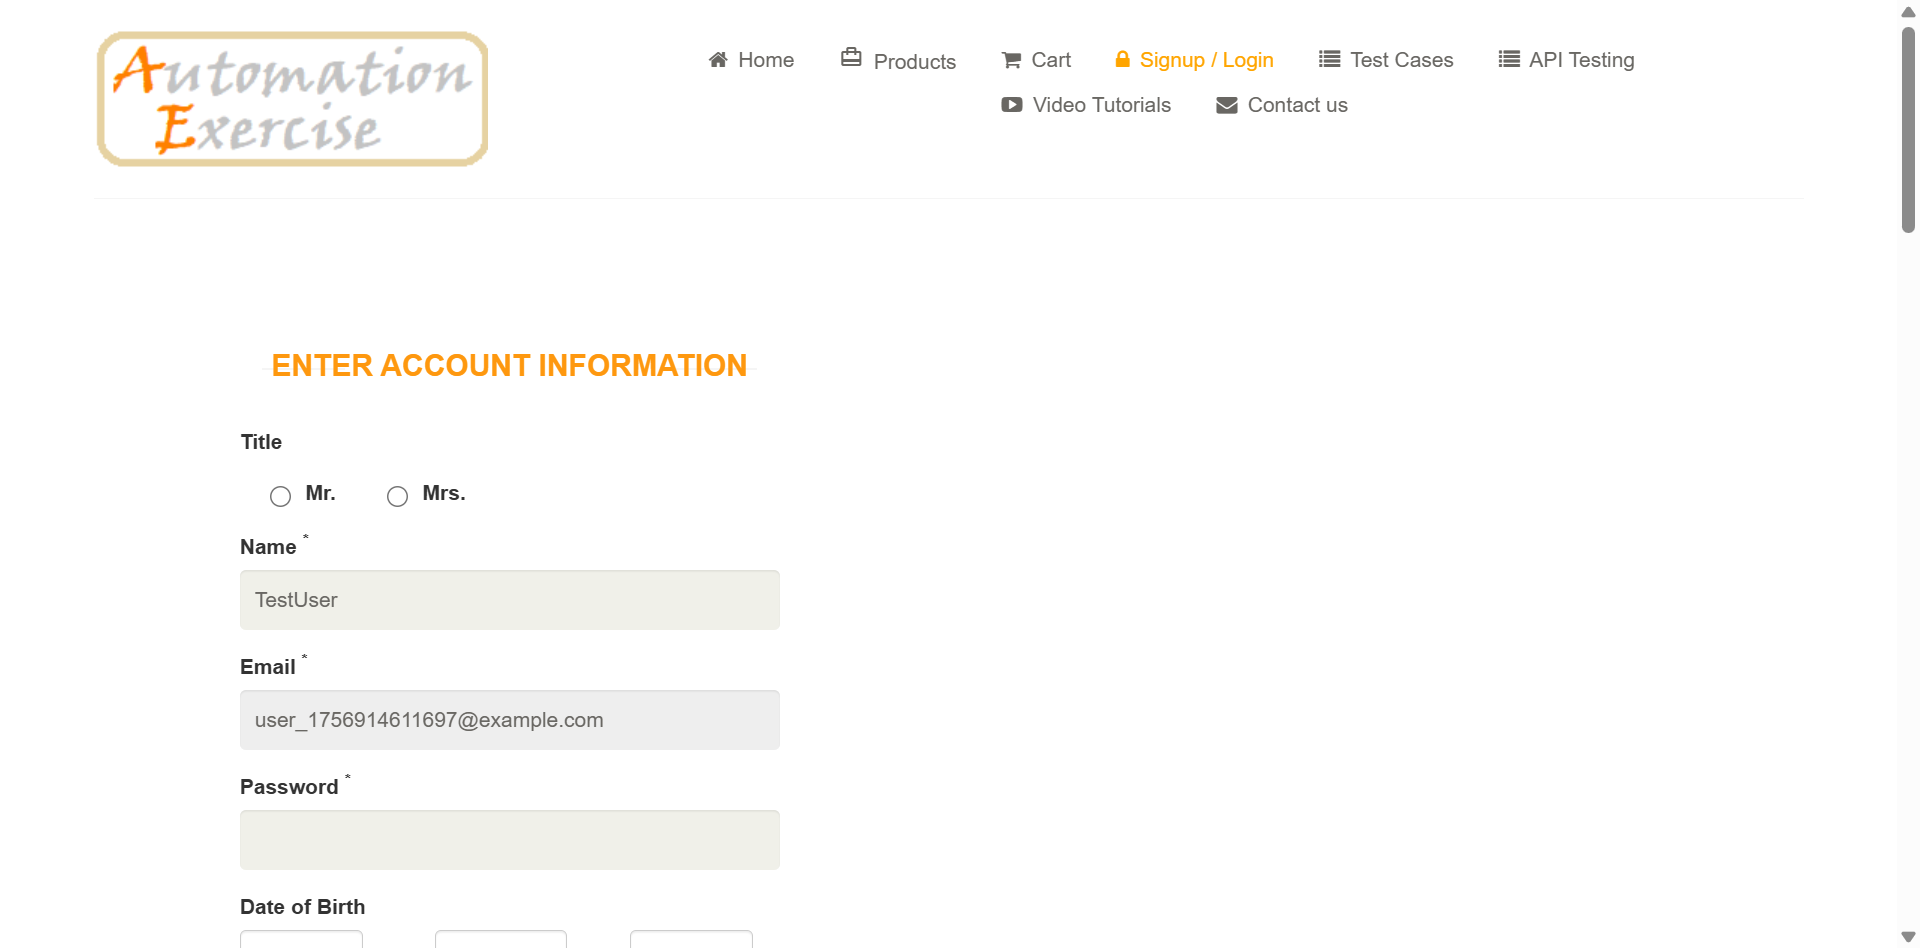 Automation
Exercise
Home Products Cart Signup / Login Test Cases API Testing
Video Tutorials Contact us
ENTER ACCOUNT INFORMATION
Title
Mr. Mrs.
Name *
TestUser
Email *
user_1756914611697@example.com
Password *
Date of Birth